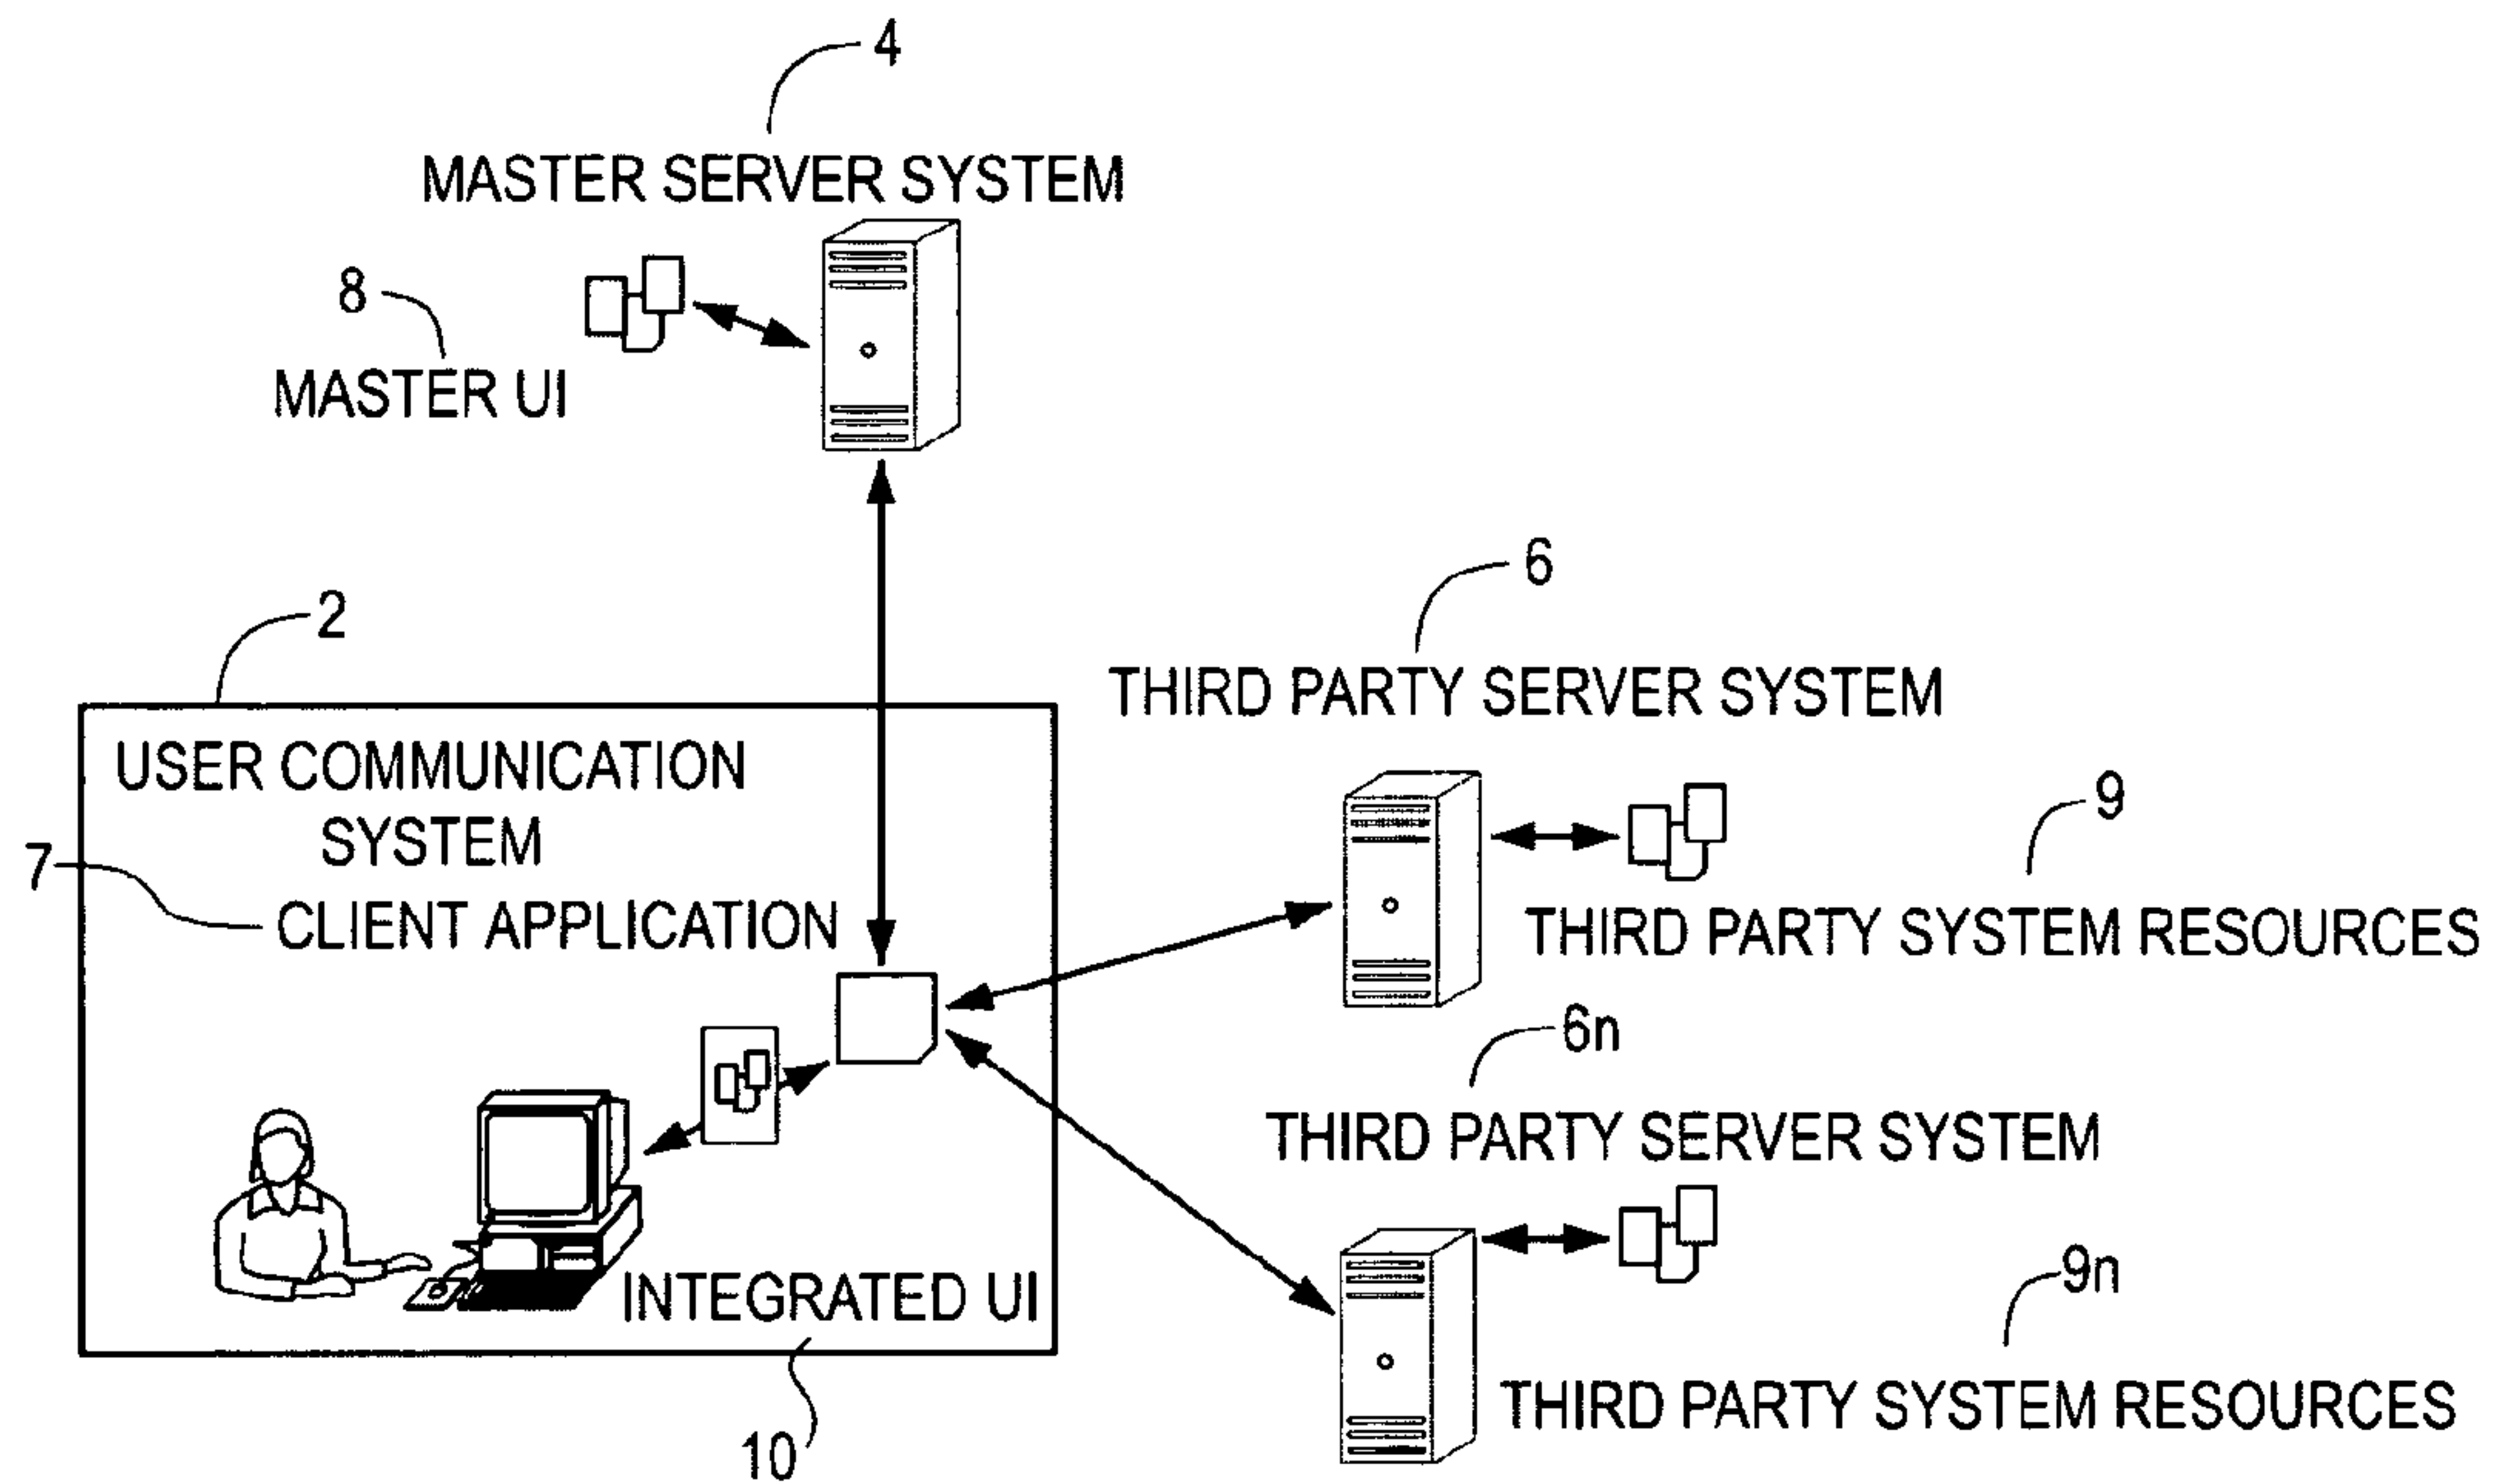 4
MASTER SERVER SYSTEM
8
MASTER UI
6
2
THIRD PARTY SERVER SYSTEM
USER COMMUNICATION
SYSTEM
9
7
CLIENT APPLICATION
THIRD PARTY SYSTEM RESOURCES
6n
THIRD PARTY SERVER SYSTEM
INTEGRATED UI
9n
THIRD PARTY SYSTEM RESOURCES
10